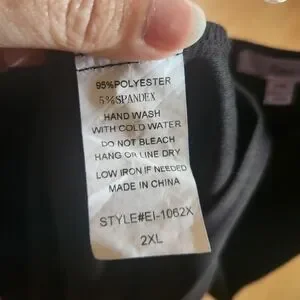 95%POLYESTER
5%SPANDEX
HAND WASH
WITH COLD WATER
DO NOT BLEACH
HANG OR LINE DRY
LOW IRON IF NEEDED
MADE IN CHINA
STYLE#EI-1062X
2XL